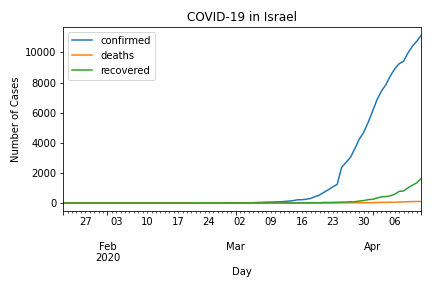 COVID-19 in Israel
confirmed
deaths
recovered
Number of Cases
10000
8000
6000
4000
2000
0
27 03 10 17 24 02 09 16 23 30 06
Feb Mar Apr
2020
Day